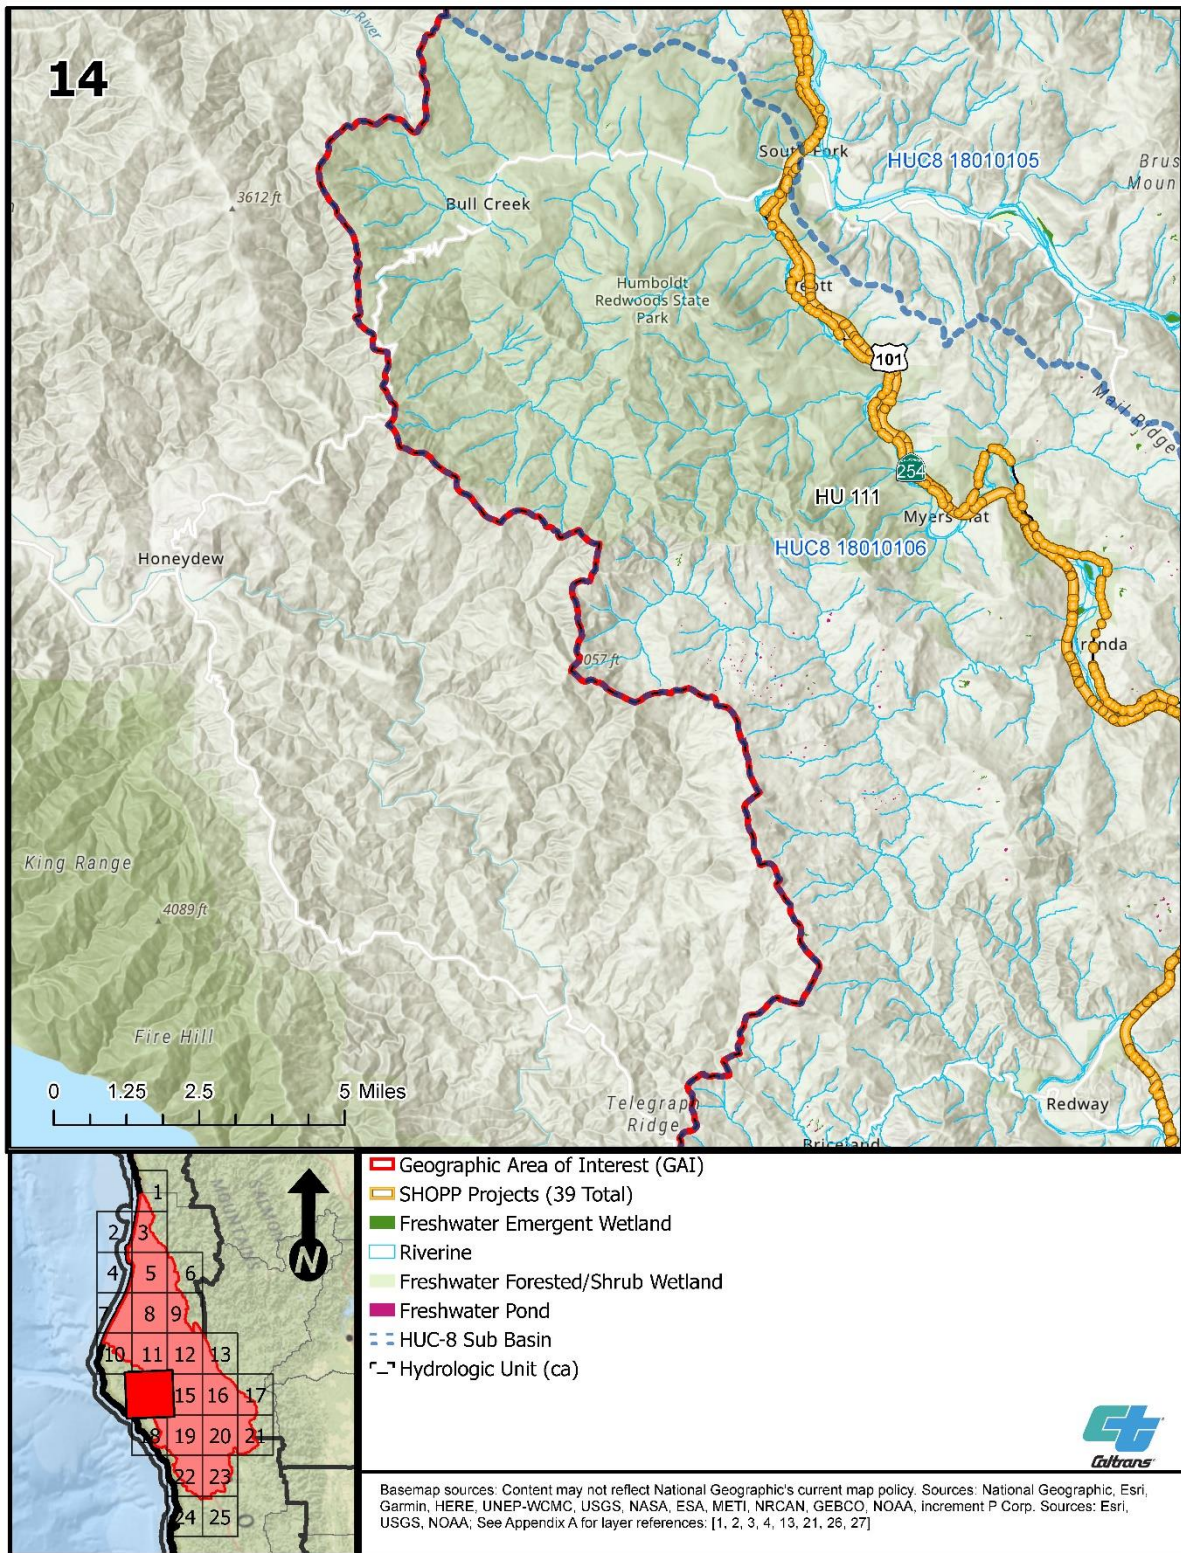 14
River
3612 ft
Bull Creek
South Fork
HUC8 18010105
Humboldt
Redwoods State
Park
101
Mail Ridge
254
HU 111
Myers Flat
HUC8 18010106
Honeydew
057 ft
King Range
4089 ft
Fire Hill
0 1.25 2.5 5 Miles
Telegraph
Ridge
Redway
Briceland
1
2 3
4 5 6
7 8 9
10 11 12 13
15 16 17
18 19 20 21
22 23
24 25
SALMON
MOUNTAINS
N
Geographic Area of Interest (GAI)
SHOPP Projects (39 Total)
Freshwater Emergent Wetland
Riverine
Freshwater Forested/Shrub Wetland
Freshwater Pond
HUC-8 Sub Basin
Hydrologic Unit (ca)
Caltrans
Basemap sources: Content may not reflect National Geographic's current map policy. Sources: National Geographic, Esri,
Garmin, HERE, UNEP-WCMC, USGS, NASA, ESA, METI, NRCAN, GEBCO, NOAA, increment P Corp. Sources: Esri,
USGS, NOAA; See Appendix A for layer references: [1, 2, 3, 4, 13, 21, 26, 27]